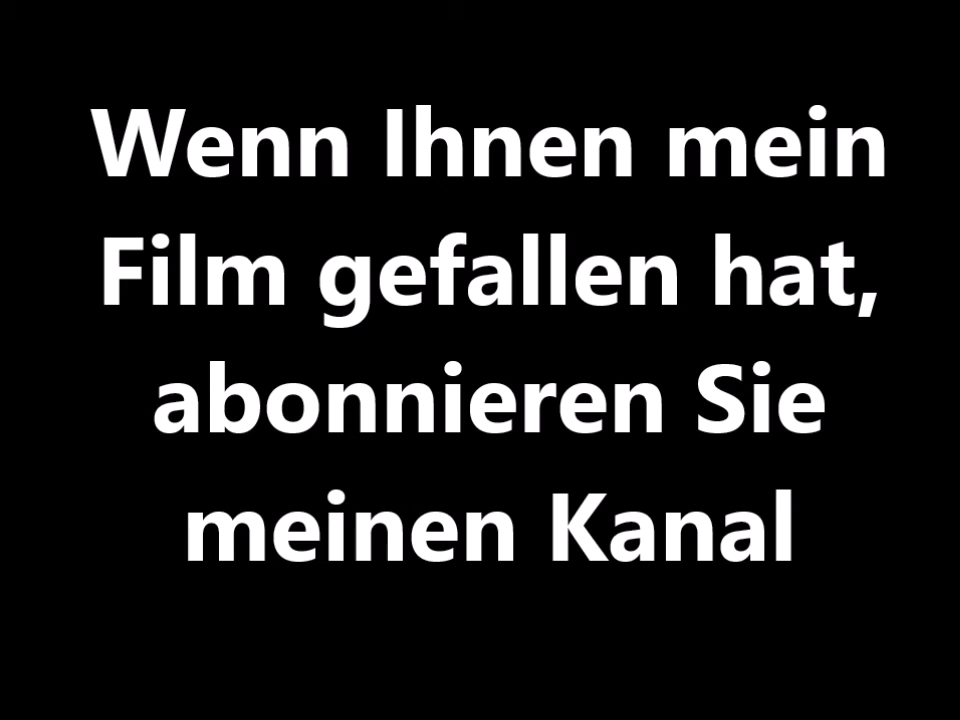 Wenn Ihnen mein
Film gefallen hat,
abonnieren Sie
meinen Kanal